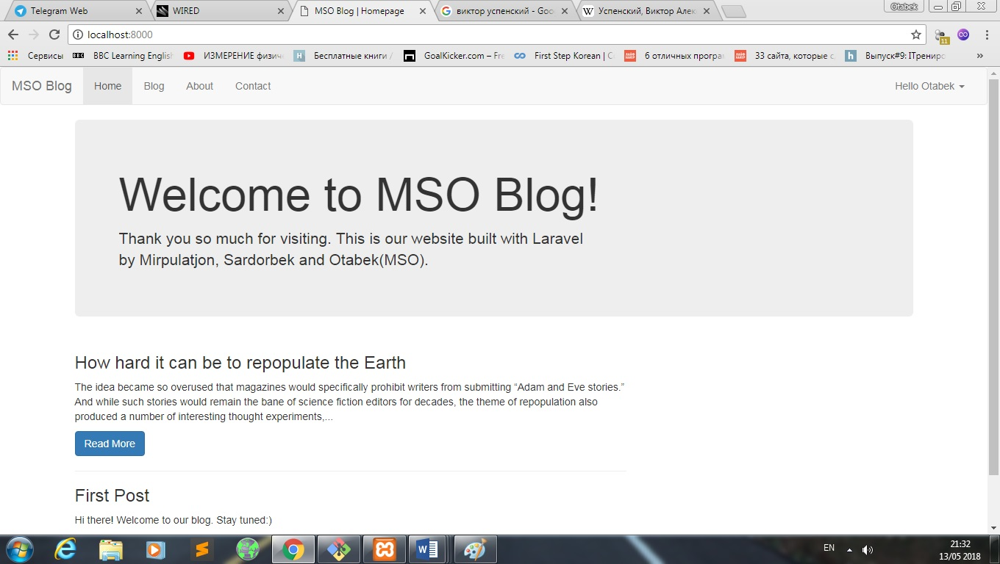 Telegram Web
WIRED
MSO Blog | Homepage
виктор успенский - Goo
Успенский, Виктор Алек
Otabek
localhost:8000
11
Сервисы
BBC
BBC Learning English
ИЗМЕРЕНИЕ физич
H
Бесплатные книги /
GoalKicker.com – Fre
First Step Korean | C
6 отличных програ
33 сайта, которые с
h
Выпуск#9: ITренирс
»
MSO Blog
Home
Blog
About
Contact
Hello Otabek
Welcome to MSO Blog!
Thank you so much for visiting. This is our website built with Laravel
by Mirpulatjon, Sardorbek and Otabek(MSO).
How hard it can be to repopulate the Earth
The idea became so overused that magazines would specifically prohibit writers from submitting “Adam and Eve stories.”
And while such stories would remain the bane of science fiction editors for decades, the theme of repopulation also
produced a number of interesting thought experiments,...
Read More
First Post
Hi there! Welcome to our blog. Stay tuned:)
EN
21:32
13/05 2018